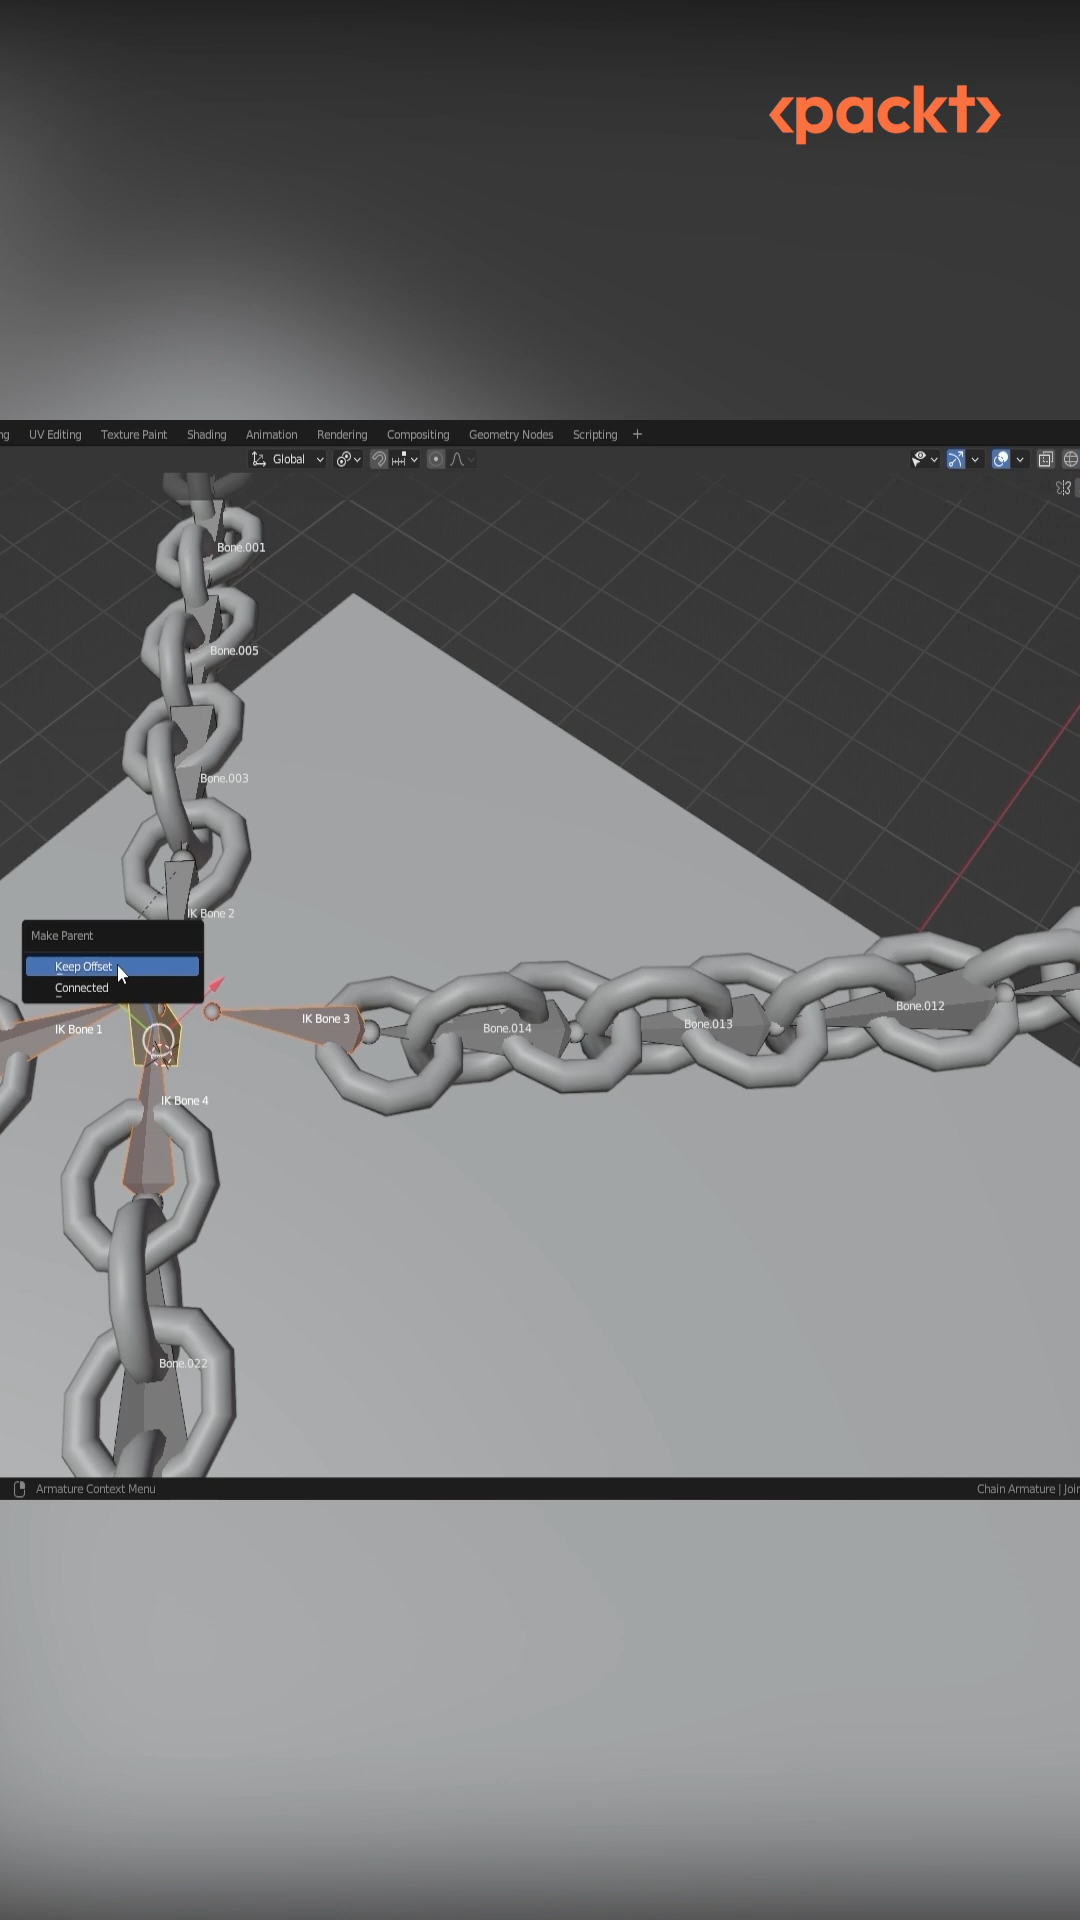 <packt>
ng UV Editing Texture Paint Shading Animation Rendering Compositing Geometry Nodes Scripting +
Global
Bone.001
Bone.005
Bone.003
IK Bone 2
Make Parent
Keep Offset
Connected
IK Bone 1
IK Bone 3
Bone.014
Bone.013
Bone.012
IK Bone 4
Bone.022
Armature Context Menu
Chain Armature | Joi